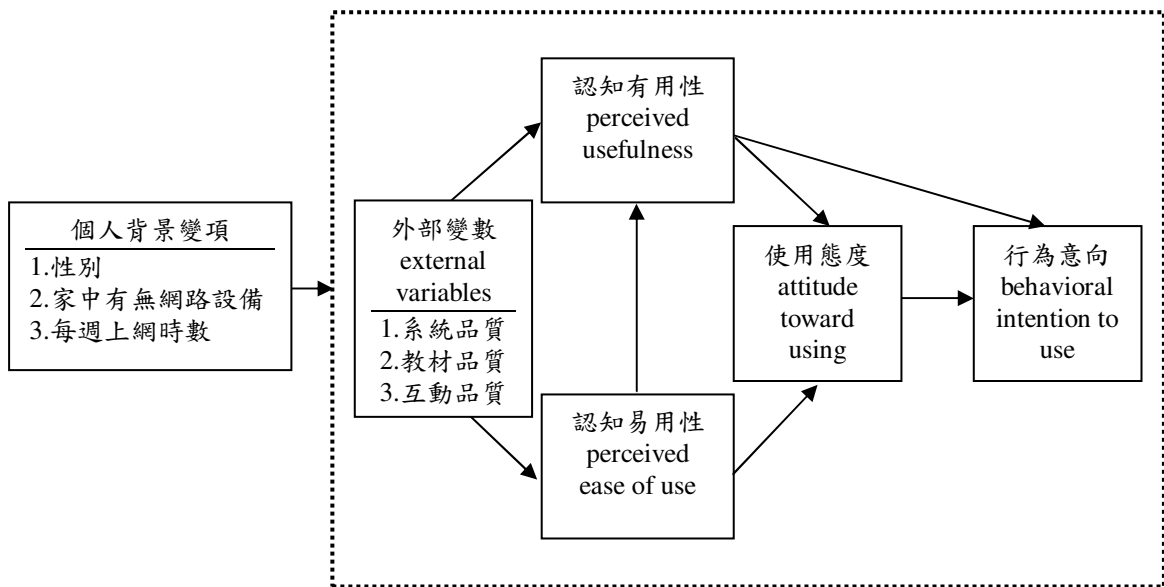 個人背景變項
1.性別
2.家中有無網路設備
3.每週上網時數
外部變數
external
variables
1.系統品質
2.教材品質
3.互動品質
認知有用性
perceived
usefulness
認知易用性
perceived
ease of use
使用態度
attitude
toward
using
行為意向
behavioral
intention to
use